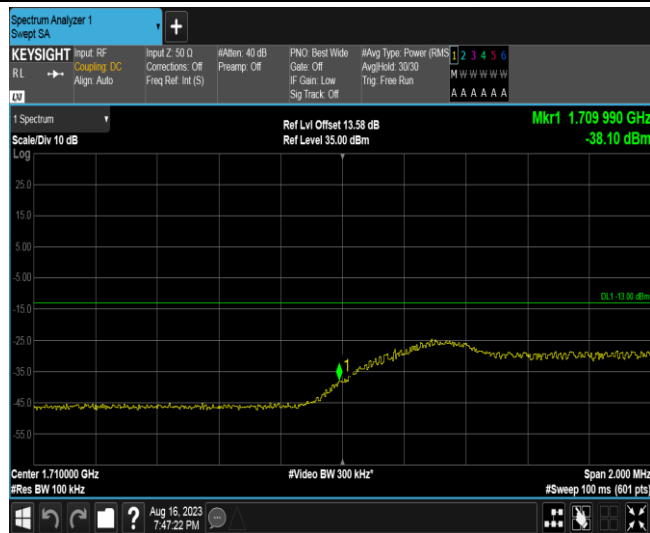 Spectrum Analyzer 1
Swept SA
+
KEYSIGHT
RL
LXI
Input: RF
Coupling: DC
Align: Auto
Input Z: 50 Ω
Corrections: Off
Freq Ref: Int (S)
#Atten: 40 dB
Preamp: Off
PNO: Best Wide
Gate: Off
IF Gain: Low
Sig Track: Off
#Avg Type: Power (RMS
Avg|Hold: 30/30
Trig: Free Run
1 2 3 4 5 6
M W W W W W
A A A A A A
1 Spectrum
Scale/Div 10 dB
Log
Ref Lvl Offset 13.58 dB
Ref Level 35.00 dBm
Mkr1 1.709 990 GHz
-38.10 dBm
25.0
15.0
5.00
-5.00
DL1 -13.00 dBm
-15.0
-25.0
1
-35.0
-45.0
-55.0
Center 1.710000 GHz
#Video BW 300 kHz*
Span 2.000 MHz
#Res BW 100 kHz
#Sweep 100 ms (601 pts)
?
Aug 16, 2023
7:47:22 PM